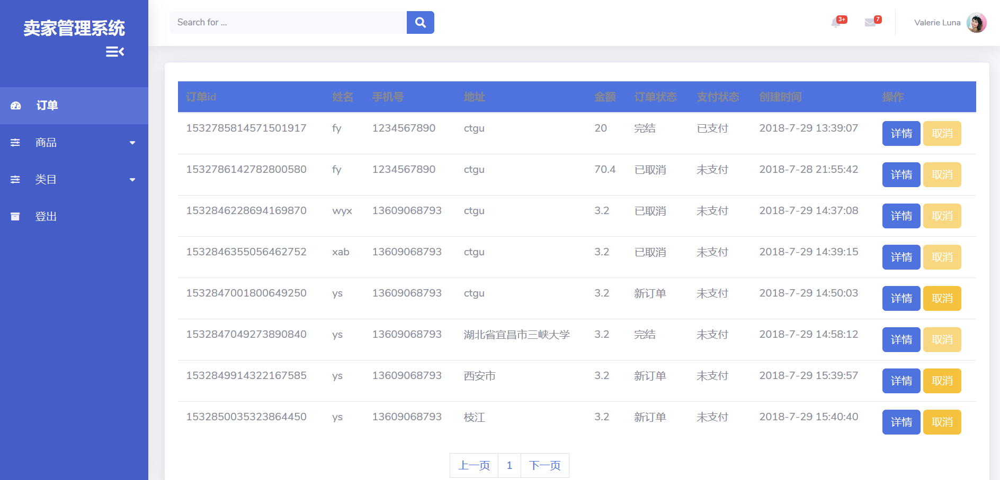 卖家管理系统
订单
商品
类目
登出
Search for ...
3+
7
Valerie Luna
订单id 姓名 手机号 地址 金额 订单状态 支付状态 创建时间 操作
1532785814571501917 fy 1234567890 ctgu 20 完结 已支付 2018-7-29 13:39:07 详情 取消
1532786142782800580 fy 1234567890 ctgu 70.4 已取消 未支付 2018-7-28 21:55:42 详情 取消
1532846228694169870 wyx 13609068793 ctgu 3.2 已取消 未支付 2018-7-29 14:37:08 详情 取消
1532846355056462752 xab 13609068793 ctgu 3.2 已取消 未支付 2018-7-29 14:39:15 详情 取消
1532847001800649250 ys 13609068793 ctgu 3.2 新订单 未支付 2018-7-29 14:50:03 详情 取消
1532847049273890840 ys 13609068793 湖北省宜昌市三峡大学 3.2 完结 未支付 2018-7-29 14:58:12 详情 取消
1532849914322167585 ys 13609068793 西安市 3.2 新订单 未支付 2018-7-29 15:39:57 详情 取消
1532850035323864450 ys 13609068793 枝江 3.2 新订单 未支付 2018-7-29 15:40:40 详情 取消
上一页 1 下一页